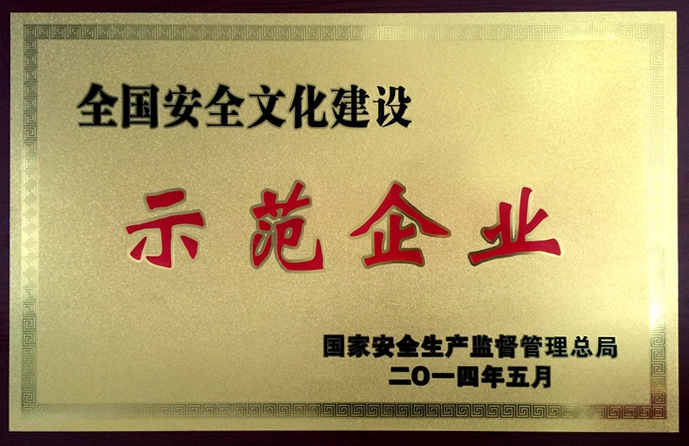 全国安全文化建设
示范企业
国家安全生产监督管理总局
二〇一四年五月